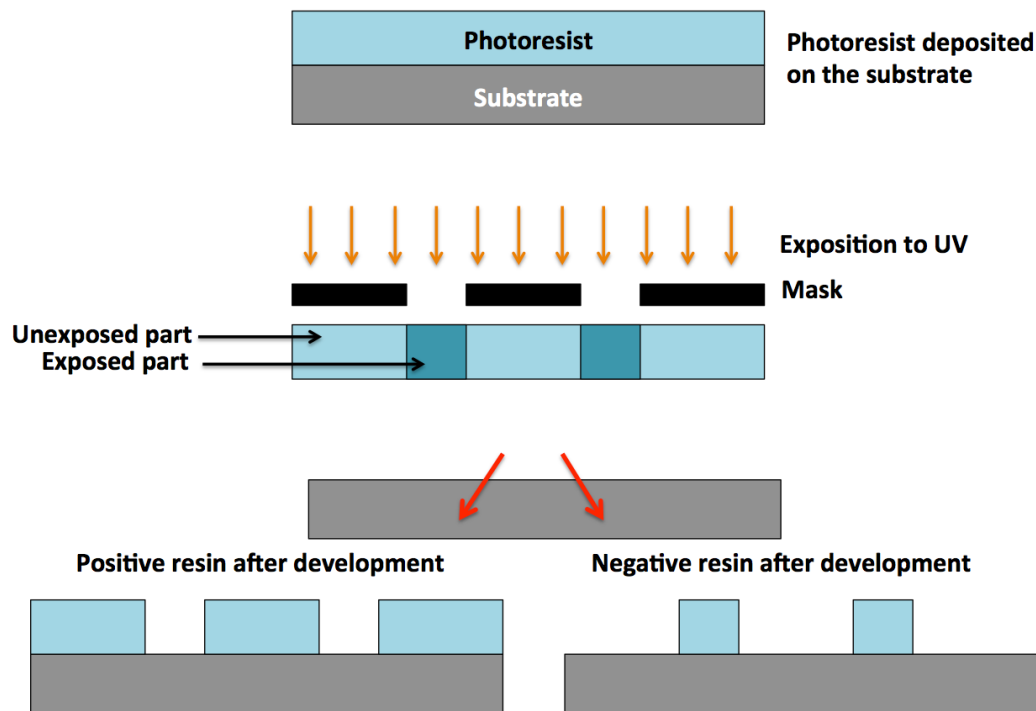 Photoresist
Photoresist deposited
on the substrate
Substrate
Exposition to UV
Mask
Unexposed part
Exposed part
Positive resin after development
Negative resin after development